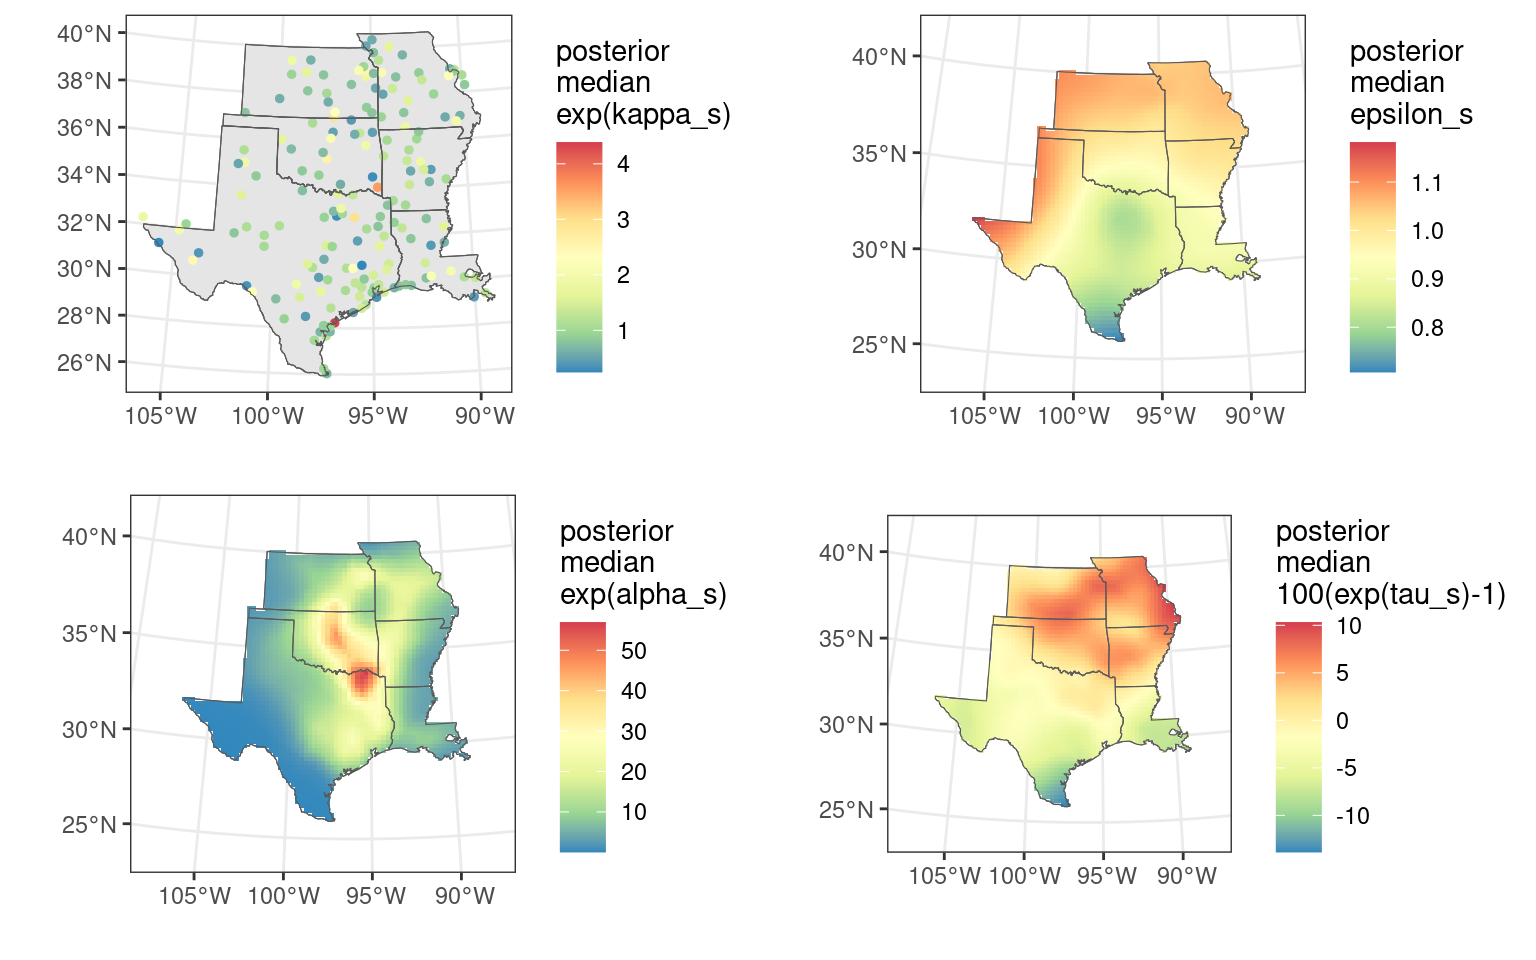 posterior
median
exp(kappa_s)
4
3
2
1
40°N
38°N
36°N
34°N
32°N
30°N
28°N
26°N
105°W 100°W 95°W 90°W
posterior
median
epsilon_s
1.1
1.0
0.9
0.8
40°N
35°N
30°N
25°N
105°W 100°W 95°W 90°W
posterior
median
exp(alpha_s)
50
40
30
20
10
40°N
35°N
30°N
25°N
105°W 100°W 95°W 90°W
posterior
median
100(exp(tau_s)-1)
10
5
0
-5
-10
40°N
35°N
30°N
25°N
105°W 100°W 95°W 90°W